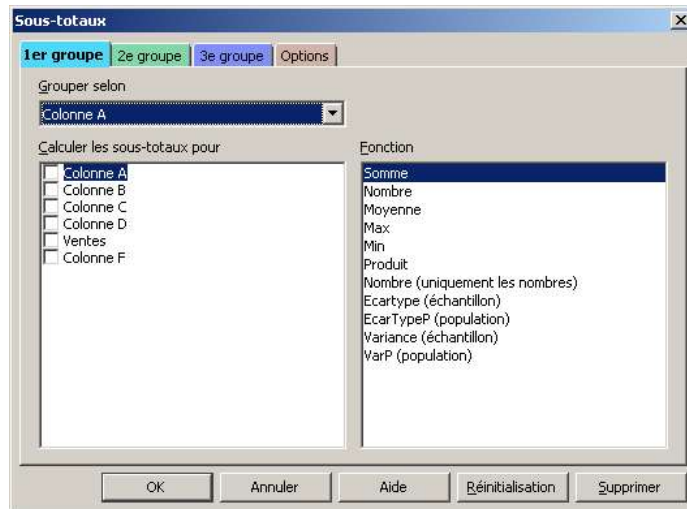 Sous-totaux
1er groupe 2e groupe 3e groupe Options
Grouper selon
Colonne A
Calculer les sous-totaux pour
Colonne A
Colonne B
Colonne C
Colonne D
Ventes
Colonne F
Fonction
Somme
Nombre
Moyenne
Max
Min
Produit
Nombre (uniquement les nombres)
Ecartype (échantillon)
EcarTypeP (population)
Variance (échantillon)
VarP (population)
OK Annuler Aide Réinitialisation Supprimer